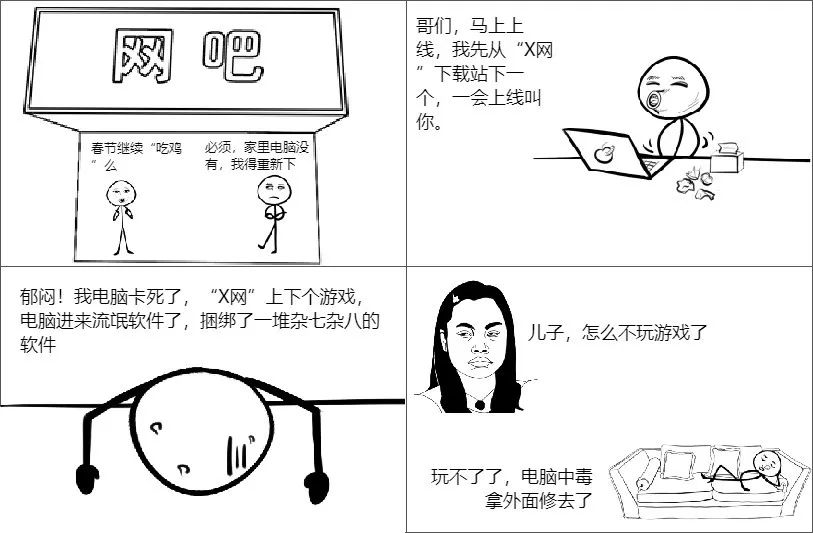 网吧
春节继续“吃鸡
”么
必须，家里电脑没
有，我得重新下
哥们，马上上
线，我先从“X网
”下载站下一
个，一会上线叫
你。
郁闷！我电脑卡死了，“X网”上下个游戏，
电脑进来流氓软件了，捆绑了一堆杂七杂八的
软件
儿子，怎么不玩游戏了
玩不了了，电脑中毒
拿外面修去了